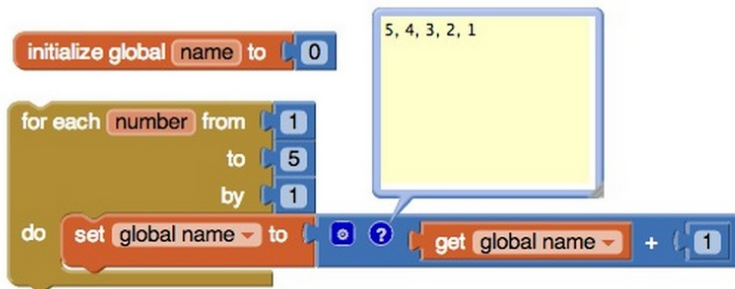 5, 4, 3, 2, 1
initialize global name to 0
for each number from 1
to 5
by 1
do set global name to ? get global name + 1